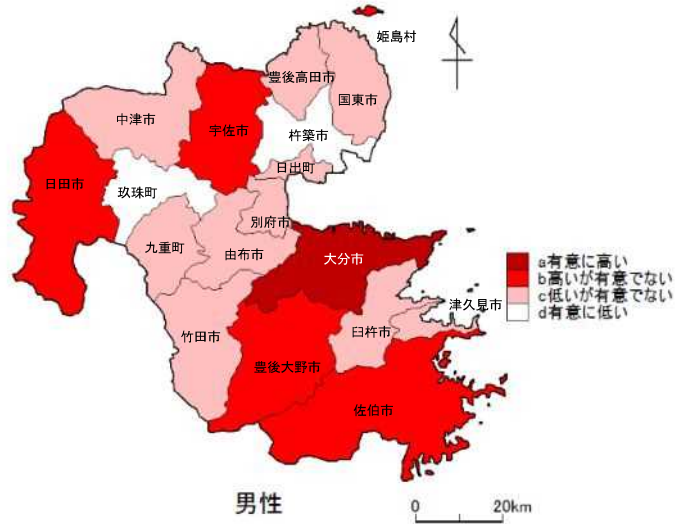 姫島村
豊後高田市
国東市
中津市
宇佐市
杵築市
日出町
日田市
玖珠町
別府市
九重町
由布市
大分市
a有意に高い
b高いが有意でない
c低いが有意でない
d有意に低い
津久見市
竹田市
臼杵市
豊後大野市
佐伯市
男性
0 20km